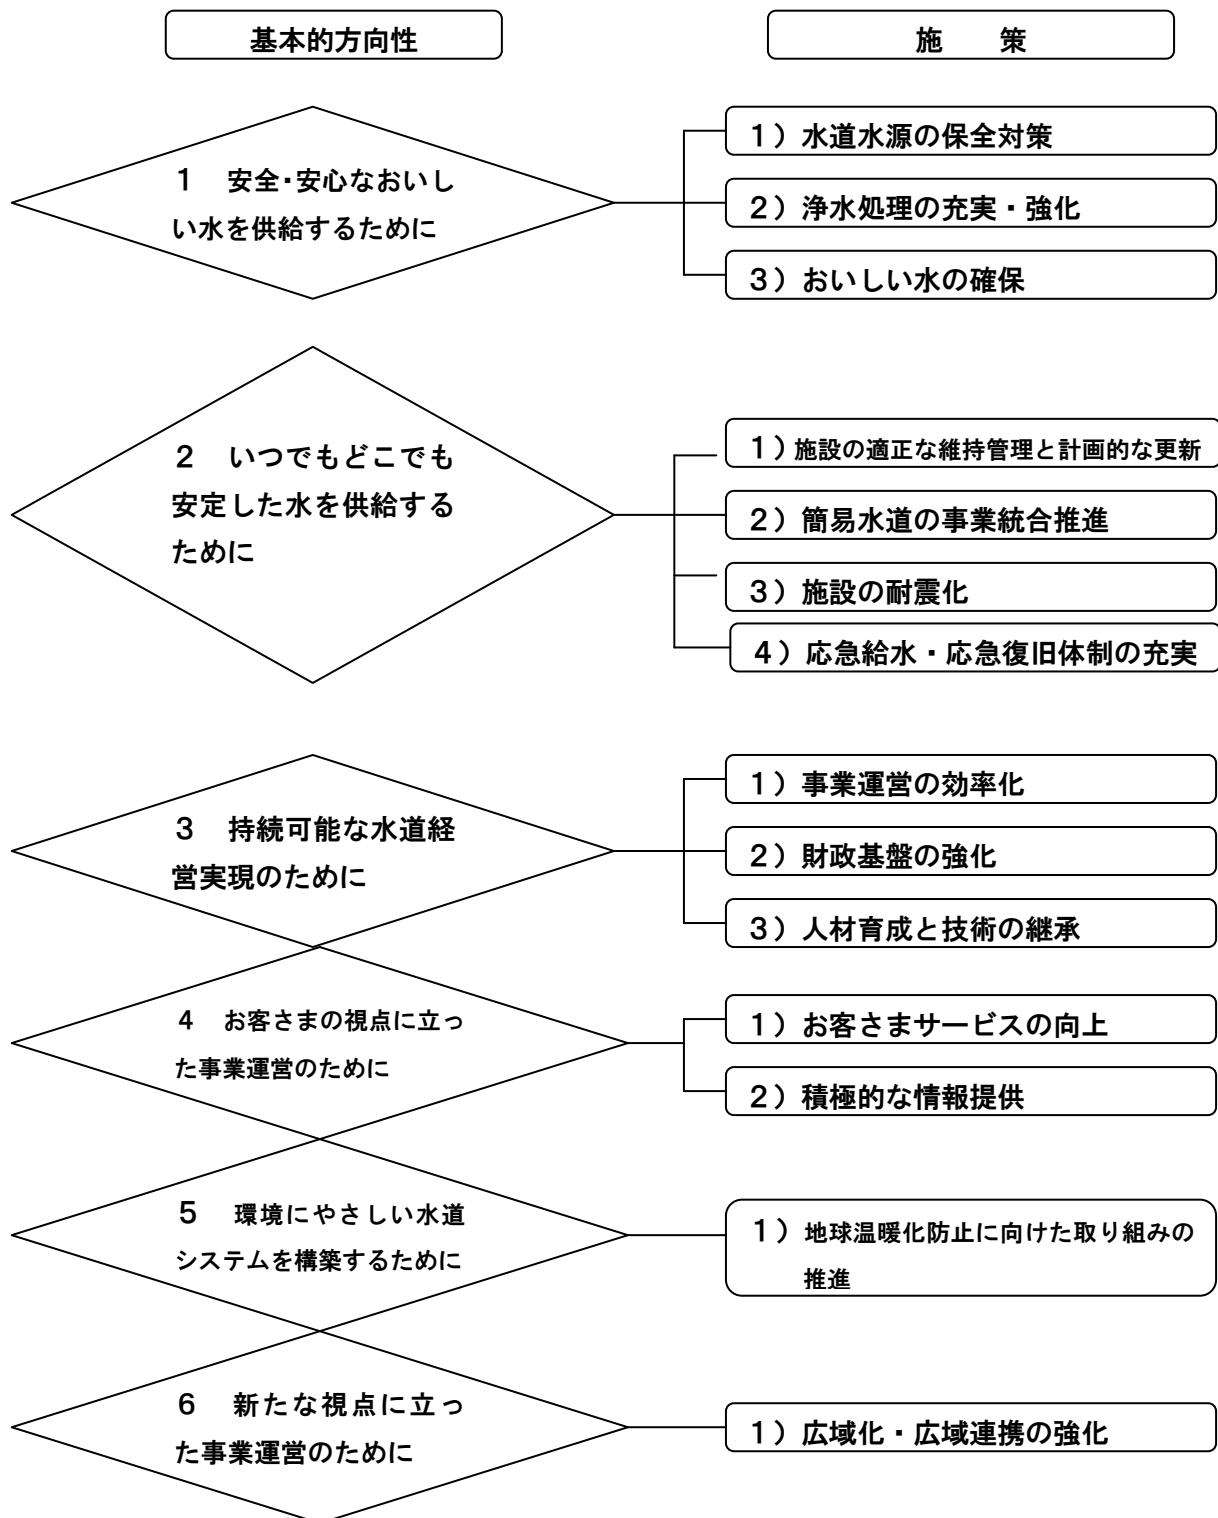 基本的方向性
施　　策
１　安全・安心なおいし
い水を供給するために
１）水道水源の保全対策
２）浄水処理の充実・強化
３）おいしい水の確保
２　いつでもどこでも
安定した水を供給する
ために
１）施設の適正な維持管理と計画的な更新
２）簡易水道の事業統合推進
３）施設の耐震化
４）応急給水・応急復旧体制の充実
３　持続可能な水道経
営実現のために
１）事業運営の効率化
２）財政基盤の強化
３）人材育成と技術の継承
４　お客さまの視点に立っ
た事業運営のために
１）お客さまサービスの向上
２）積極的な情報提供
５　環境にやさしい水道
システムを構築するために
１）地球温暖化防止に向けた取り組みの
推進
６　新たな視点に立っ
た事業運営のために
１）広域化・広域連携の強化